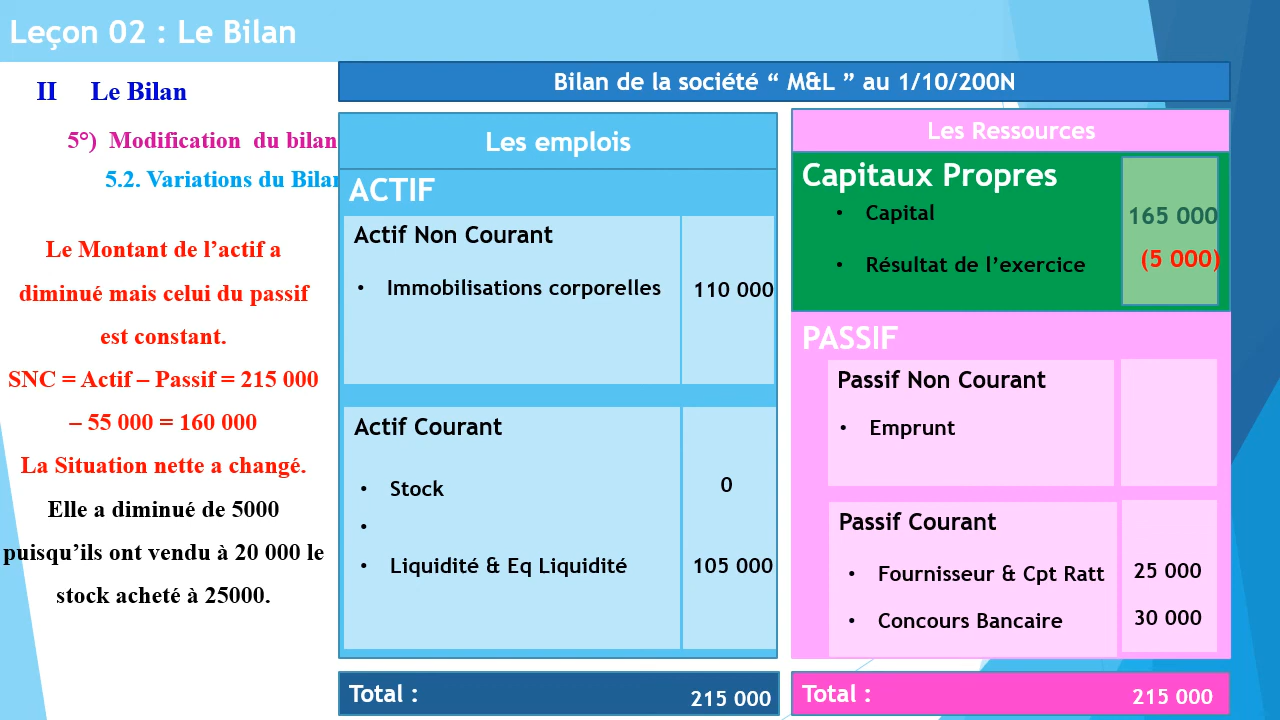 Leçon 02 : Le Bilan
II Le Bilan
5°) Modification du bilan
5.2. Variations du Bilan
Le Montant de l’actif a
diminué mais celui du passif
est constant.
SNC = Actif – Passif = 215 000
– 55 000 = 160 000
La Situation nette a changé.
Elle a diminué de 5000
puisqu’ils ont vendu à 20 000 le
stock acheté à 25000.
Bilan de la société “ M&L ” au 1/10/200N
Les emplois
ACTIF
Actif Non Courant
• Immobilisations corporelles 110 000
Actif Courant
• Stock 0
•
• Liquidité & Eq Liquidité 105 000
Total : 215 000
Les Ressources
Capitaux Propres
• Capital 165 000
• Résultat de l’exercice (5 000)
PASSIF
Passif Non Courant
• Emprunt
Passif Courant
• Fournisseur & Cpt Ratt 25 000
• Concours Bancaire 30 000
Total : 215 000